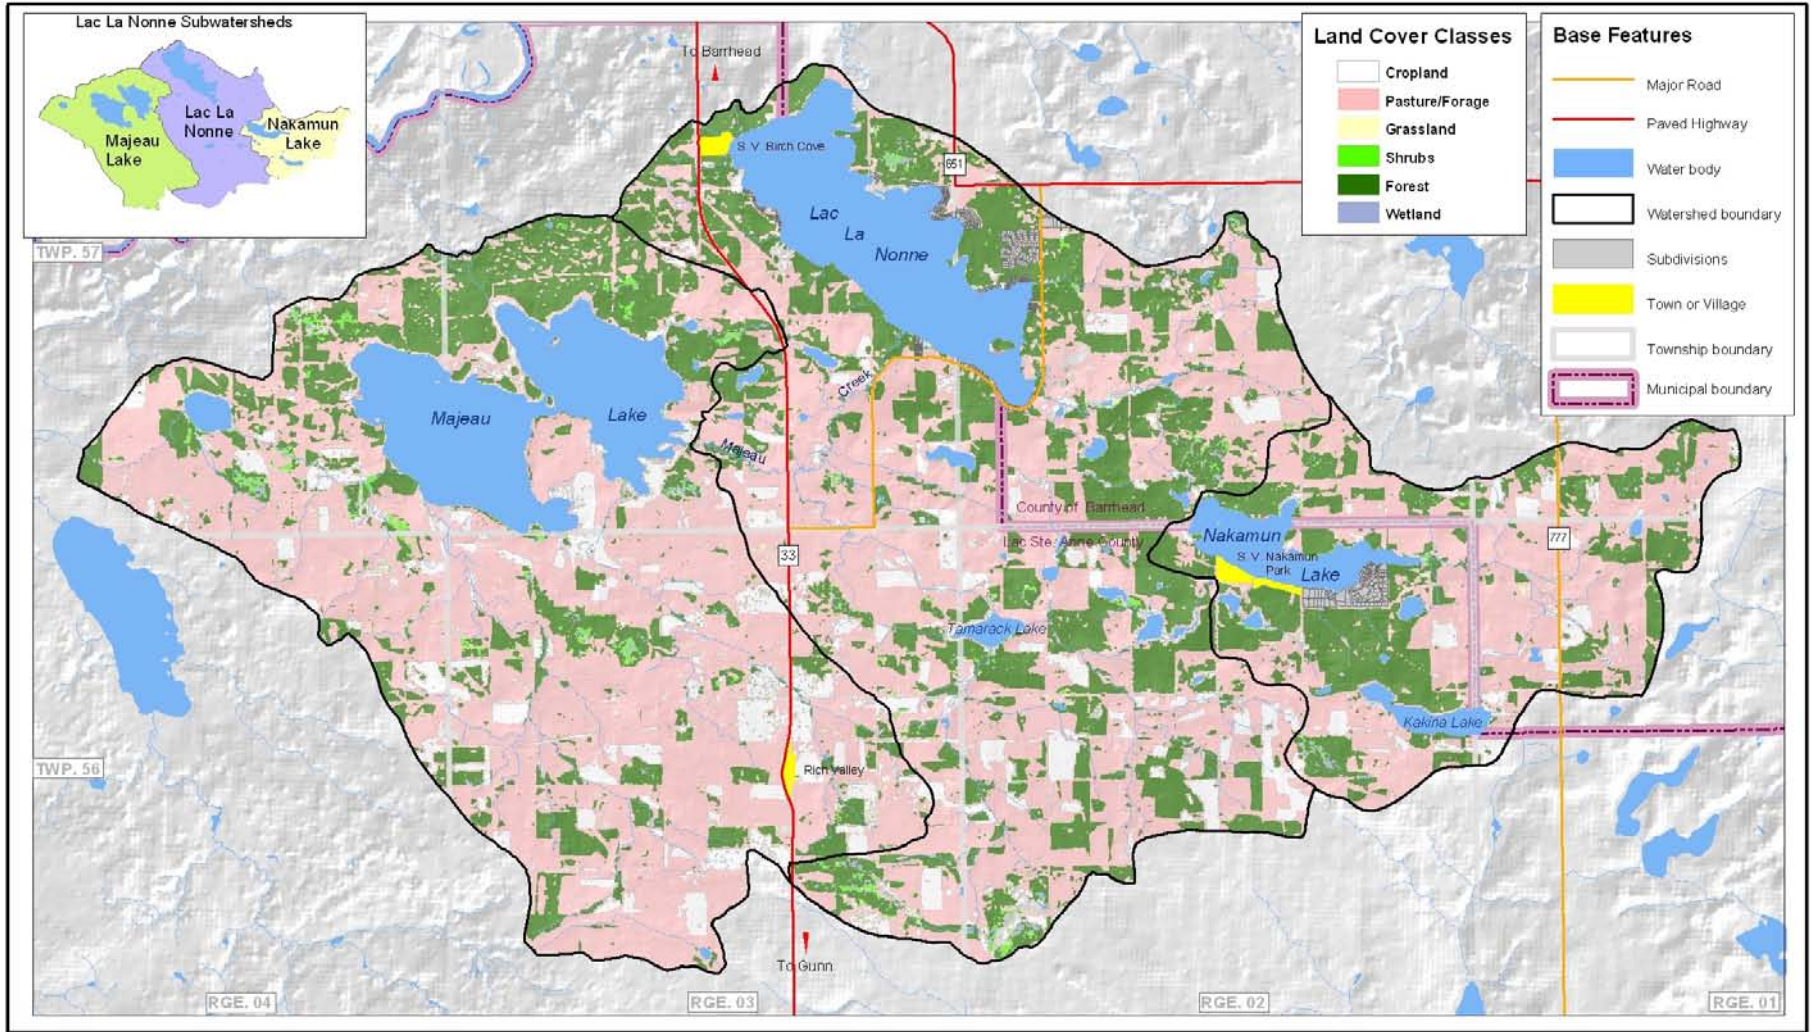 Lac La Nonne Subwatersheds
Majeau
Lake
Lac La
Nonne
Nakamun
Lake
Land Cover Classes
Cropland
Pasture/Forage
Grassland
Shrubs
Forest
Wetland
Base Features
Major Road
Paved Highway
Water body
Watershed boundary
Subdivisions
Town or Village
Township boundary
Municipal boundary
To Barrhead
S. V. Birch Cove
651
Lac
La
Nonne
TWP. 57
Majeau
Lake
Creek
Majeau
County of Barrhead
Lac Ste. Anne County
Nakamun
S. V. Nakamun
Park
Lake
777
33
Tamarack Lake
Kakina Lake
TWP. 56
Rich Valley
To Gunn
RGE. 04
RGE. 03
RGE. 02
RGE. 01